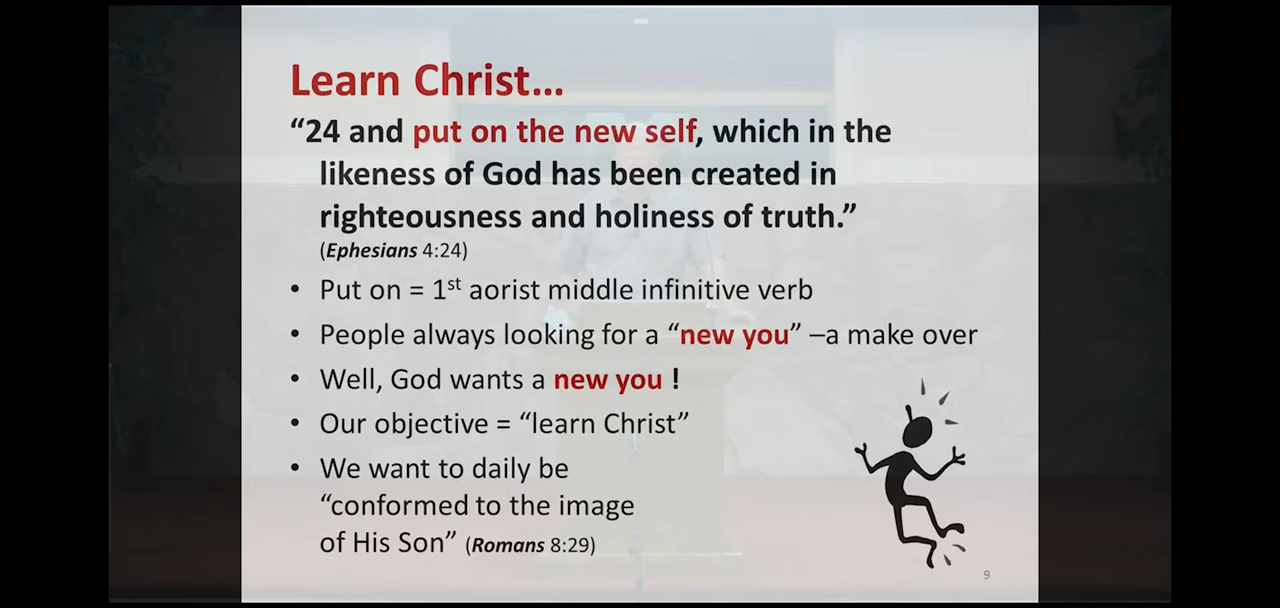 Learn Christ...
“24 and put on the new self, which in the
likeness of God has been created in
righteousness and holiness of truth.”
(Ephesians 4:24)
• Put on = 1st aorist middle infinitive verb
• People always looking for a “new you” –a make over
• Well, God wants a new you !
• Our objective = “learn Christ”
• We want to daily be
“conformed to the image
of His Son” (Romans 8:29)
9